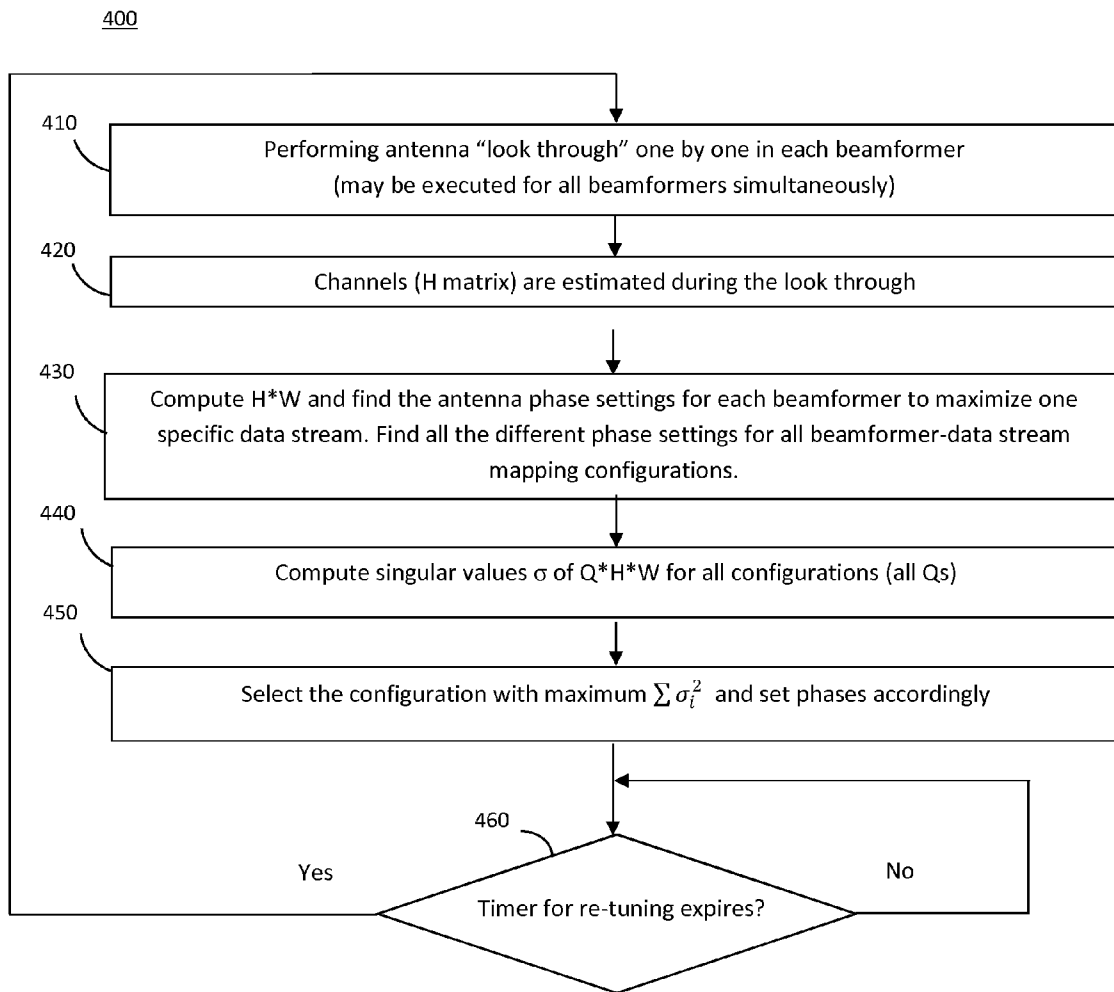 400
410
Performing antenna “look through” one by one in each beamformer
(may be executed for all beamformers simultaneously)
420
Channels (H matrix) are estimated during the look through
430
Compute H*W and find the antenna phase settings for each beamformer to maximize one
specific data stream. Find all the different phase settings for all beamformer-data stream
mapping configurations.
440
Compute singular values σ of Q*H*W for all configurations (all Qs)
450
Select the configuration with maximum ∑ σᵢ² and set phases accordingly
460
Yes
No
Timer for re-tuning expires?